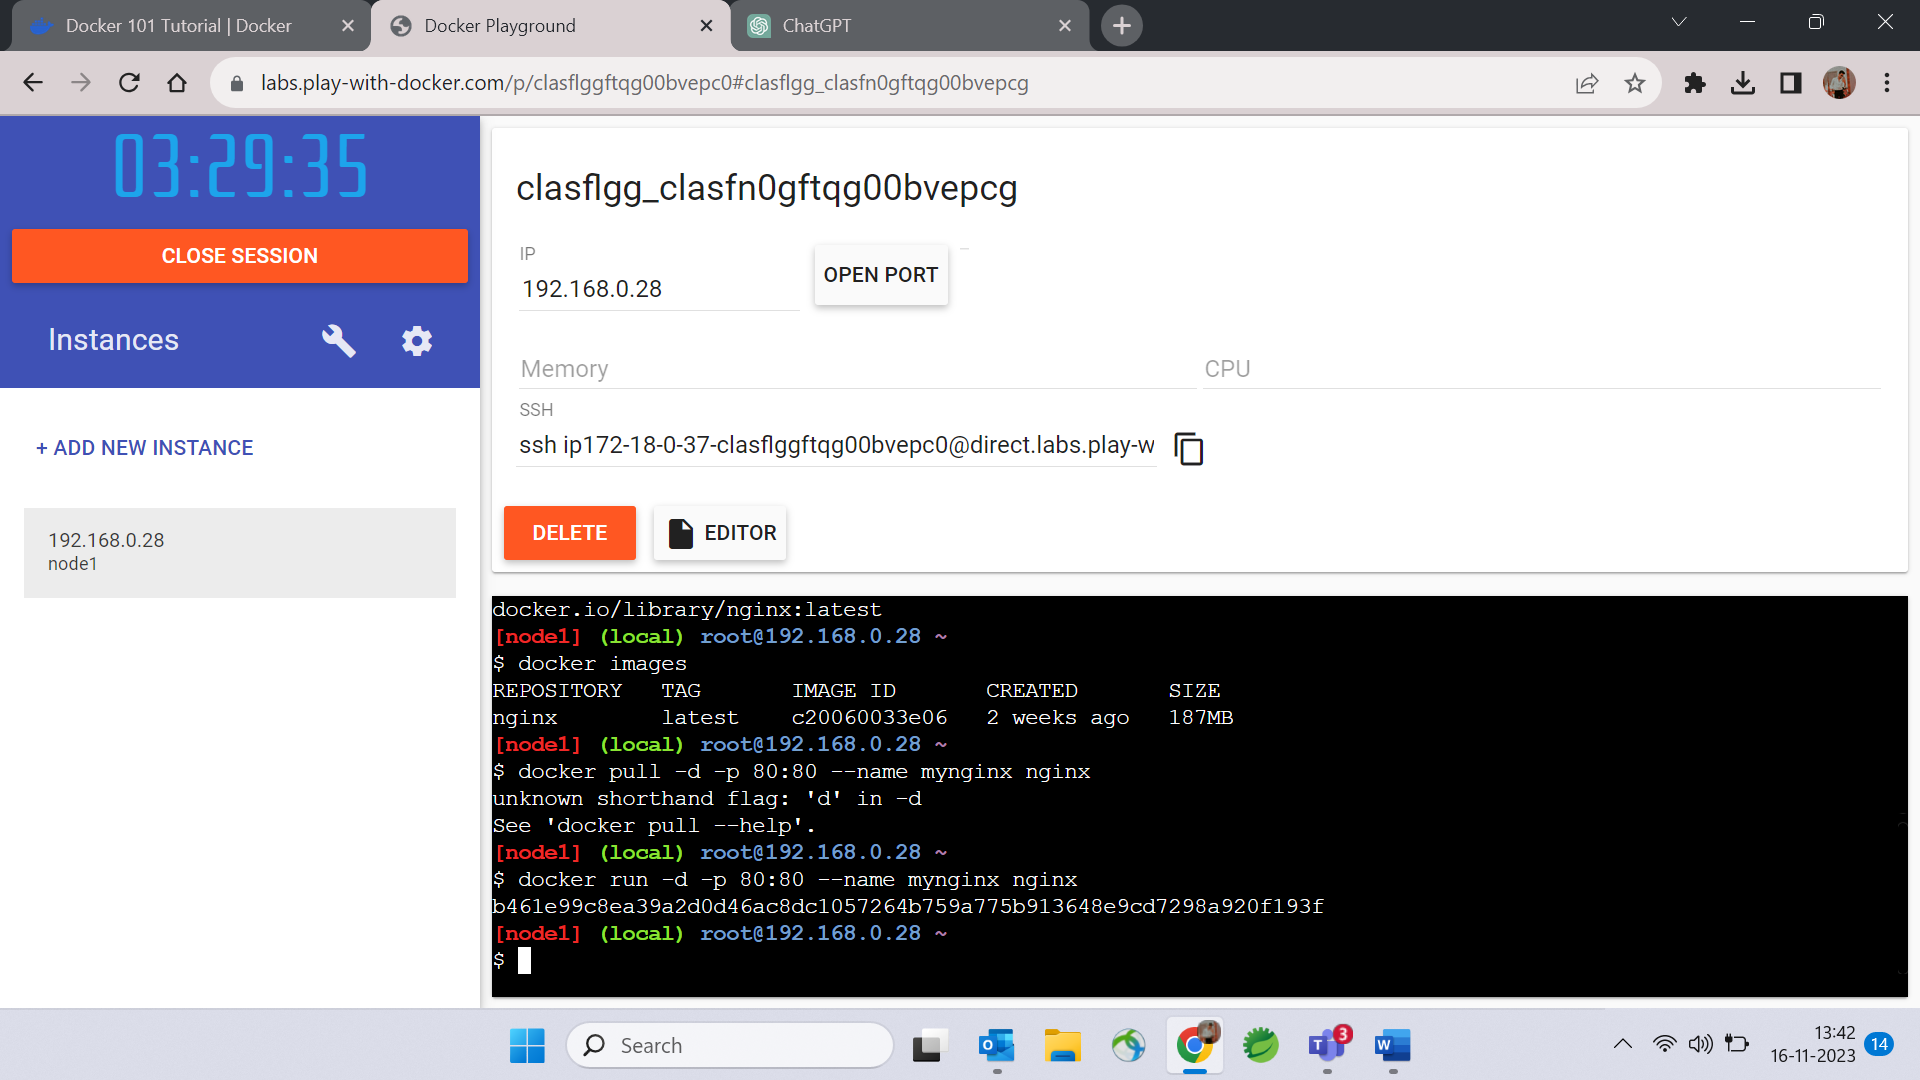 Docker 101 Tutorial | Docker
Docker Playground
ChatGPT
labs.play-with-docker.com/p/clasflggftqg00bvepc0#clasflgg_clasfn0gftqg00bvepcg
03:29:35
CLOSE SESSION
Instances
+ ADD NEW INSTANCE
192.168.0.28
node1
clasflgg_clasfn0gftqg00bvepcg
IP
192.168.0.28
OPEN PORT
Memory
CPU
SSH
ssh ip172-18-0-37-clasflggftqg00bvepc0@direct.labs.play-w
DELETE
EDITOR
docker.io/library/nginx:latest
[node1] (local) root@192.168.0.28 ~
$ docker images
REPOSITORY TAG IMAGE ID CREATED SIZE
nginx latest c20060033e06 2 weeks ago 187MB
[node1] (local) root@192.168.0.28 ~
$ docker pull -d -p 80:80 --name mynginx nginx
unknown shorthand flag: 'd' in -d
See 'docker pull --help'.
[node1] (local) root@192.168.0.28 ~
$ docker run -d -p 80:80 --name mynginx nginx
b461e99c8ea39a2d0d46ac8dc1057264b759a775b913648e9cd7298a920f193f
[node1] (local) root@192.168.0.28 ~
$
Search
3
13:42
16-11-2023
14